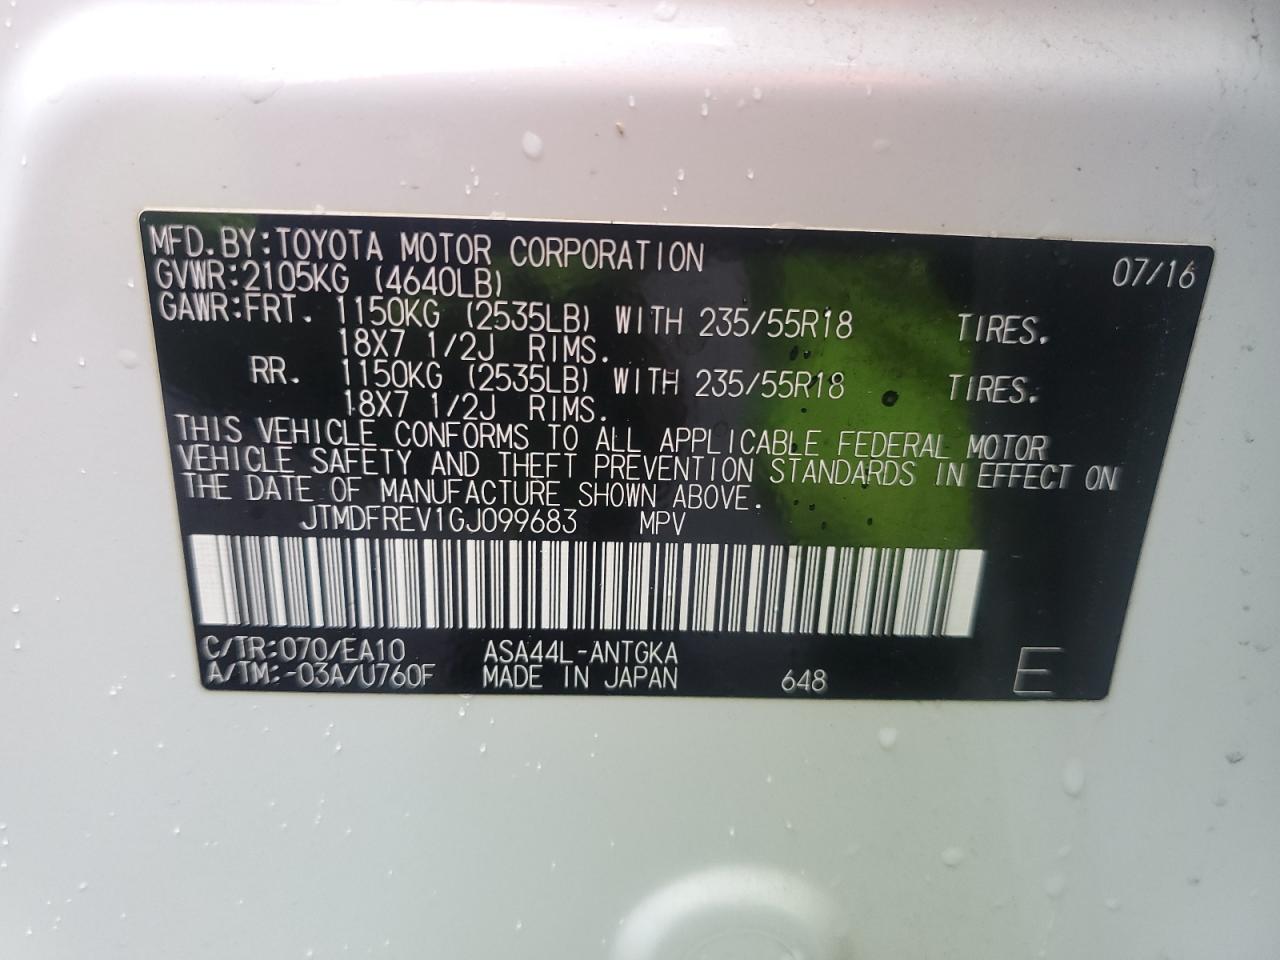 MFD.BY:TOYOTA MOTOR CORPORATION 07/16
GVWR:2105KG (4640LB)
GAWR:FRT. 1150KG (2535LB) WITH 235/55R18 TIRES.
18X7 1/2J RIMS.
RR. 1150KG (2535LB) WITH 235/55R18 TIRES.
18X7 1/2J RIMS.
THIS VEHICLE CONFORMS TO ALL APPLICABLE FEDERAL MOTOR
VEHICLE SAFETY AND THEFT PREVENTION STANDARDS IN EFFECT ON
THE DATE OF MANUFACTURE SHOWN ABOVE.
JTMDFREV1GJ099683 MPV
C/TR:070/EA10 ASA44L-ANTGKA
A/TM:-03A/U760F MADE IN JAPAN 648 E